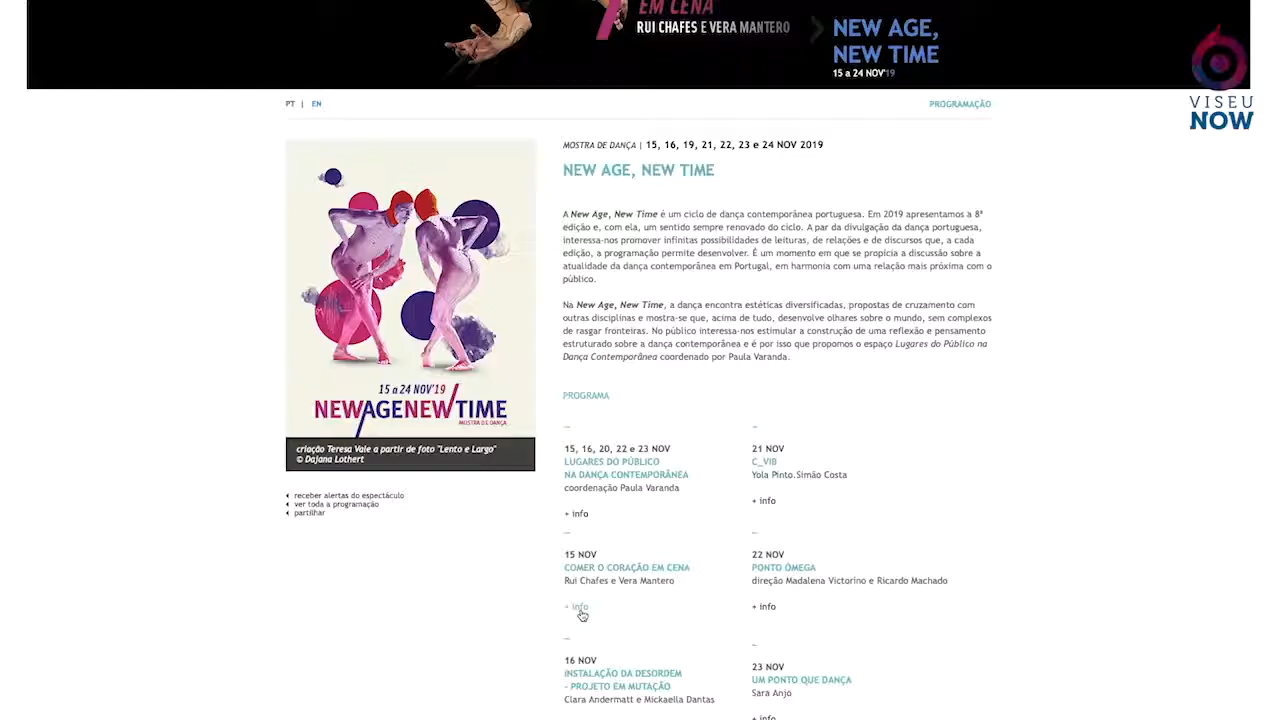 EM CENA
RUI CHAFES E VERA MANTERO
NEW AGE,
NEW TIME
15 a 24 NOV'19
VISEU
NOW
PT | EN
PROGRAMAÇÃO
MOSTRA DE DANÇA | 15, 16, 19, 21, 22, 23 e 24 NOV 2019
NEW AGE, NEW TIME
A New Age, New Time é um ciclo de dança contemporânea portuguesa. Em 2019 apresentamos a 8ª
edição e, com ela, um sentido sempre renovado do ciclo. A par da divulgação da dança portuguesa,
interessa-nos promover infinitas possibilidades de leituras, de relações e de discursos que, a cada
edição, a programação permite desenvolver. É um momento em que se propicia a discussão sobre a
atualidade da dança contemporânea em Portugal, em harmonia com uma relação mais próxima com o
público.
Na New Age, New Time, a dança encontra estéticas diversificadas, propostas de cruzamento com
outras disciplinas e mostra-se que, acima de tudo, desenvolve olhares sobre o mundo, sem complexos
de rasgar fronteiras. No público interessa-nos estimular a construção de uma reflexão e pensamento
estruturado sobre a dança contemporânea e é por isso que propomos o espaço Lugares do Público na
Dança Contemporânea coordenado por Paula Varanda.
15 a 24 NOV'19
NEWAGENEWTIME
MOSTRA DE DANÇA
criação Teresa Vale a partir de foto "Lento e Largo"
© Dajana Lothert
receber alertas do espectáculo
ver toda a programação
partilhar
PROGRAMA
15, 16, 20, 22 e 23 NOV
LUGARES DO PÚBLICO
NA DANÇA CONTEMPORÂNEA
coordenação Paula Varanda
+ info
21 NOV
C_VIB
Yola Pinto.Simão Costa
+ info
15 NOV
COMER O CORAÇÃO EM CENA
Rui Chafes e Vera Mantero
+ info
22 NOV
PONTO ÓMEGA
direção Madalena Victorino e Ricardo Machado
+ info
16 NOV
INSTALAÇÃO DA DESORDEM
- PROJETO EM MUTAÇÃO
Clara Andermatt e Mickaella Dantas
23 NOV
UM PONTO QUE DANÇA
Sara Anjo
+ info